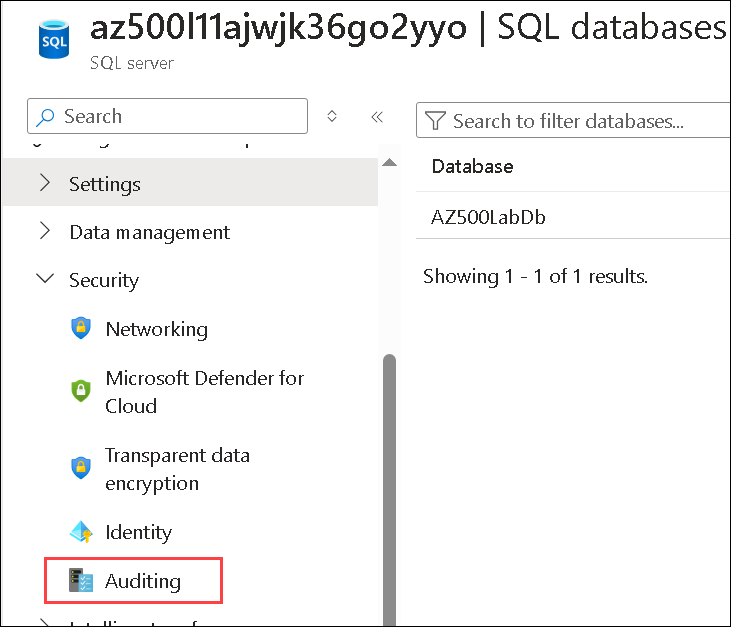 SQL
az500l11ajwjk36go2yyo | SQL databases
SQL server
Search
Search to filter databases...
Settings
Data management
Security
Networking
Microsoft Defender for
Cloud
Transparent data
encryption
Identity
Auditing
Database
AZ500LabDb
Showing 1 - 1 of 1 results.